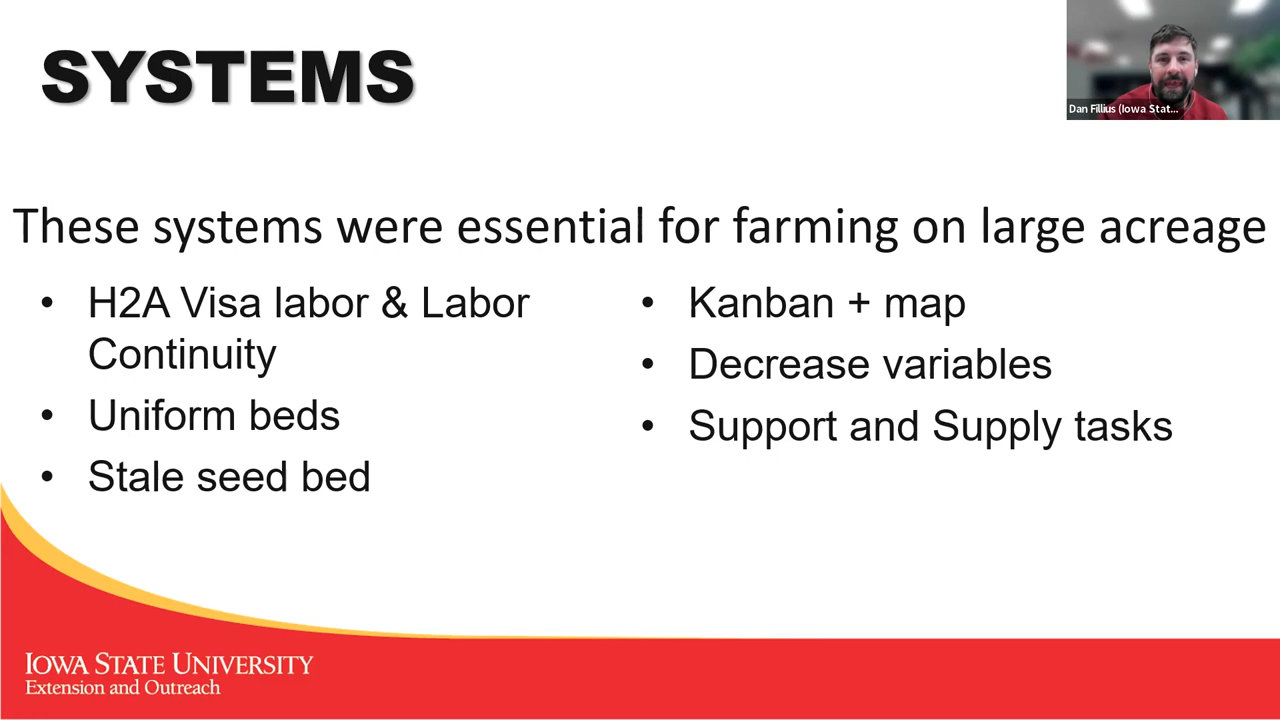 SYSTEMS
Dan Fillius (Iowa Stat...
These systems were essential for farming on large acreage
• H2A Visa labor & Labor
Continuity
• Uniform beds
• Stale seed bed
• Kanban + map
• Decrease variables
• Support and Supply tasks
IOWA STATE UNIVERSITY
Extension and Outreach